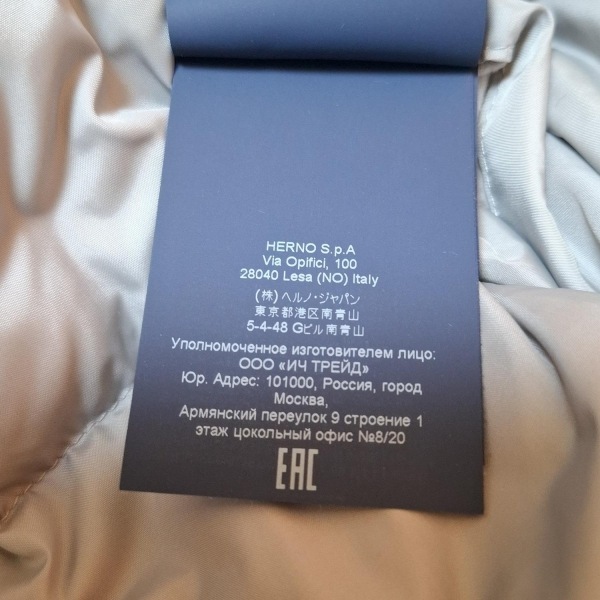 HERNO S.p.A
Via Opifici, 100
28040 Lesa (NO) Italy
(株) ヘルノ・ジャパン
東京都港区南青山
5-4-48 Gビル南青山
Уполномоченное изготовителем лицо:
ООО «ИЧ ТРЕЙД»
Юр. Адрес: 101000, Россия, город
Москва,
Армянский переулок 9 строение 1
этаж цокольный офис №8/20
EAC